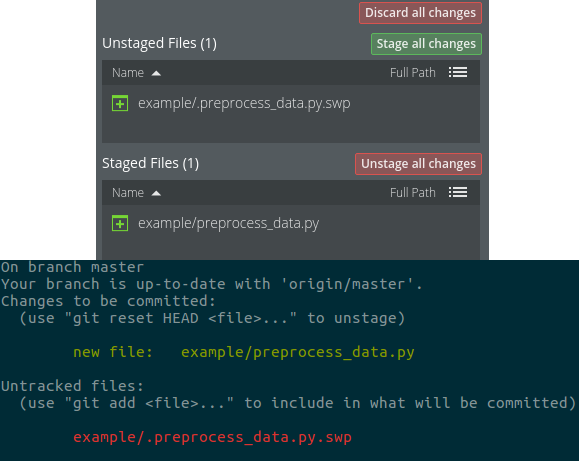 Discard all changes
Unstaged Files (1)
Stage all changes
Name
Full Path
example/.preprocess_data.py.swp
Staged Files (1)
Unstage all changes
Name
Full Path
example/preprocess_data.py
On branch master
Your branch is up-to-date with 'origin/master'.
Changes to be committed:
(use "git reset HEAD <file>..." to unstage)
new file:   example/preprocess_data.py
Untracked files:
(use "git add <file>..." to include in what will be committed)
example/.preprocess_data.py.swp